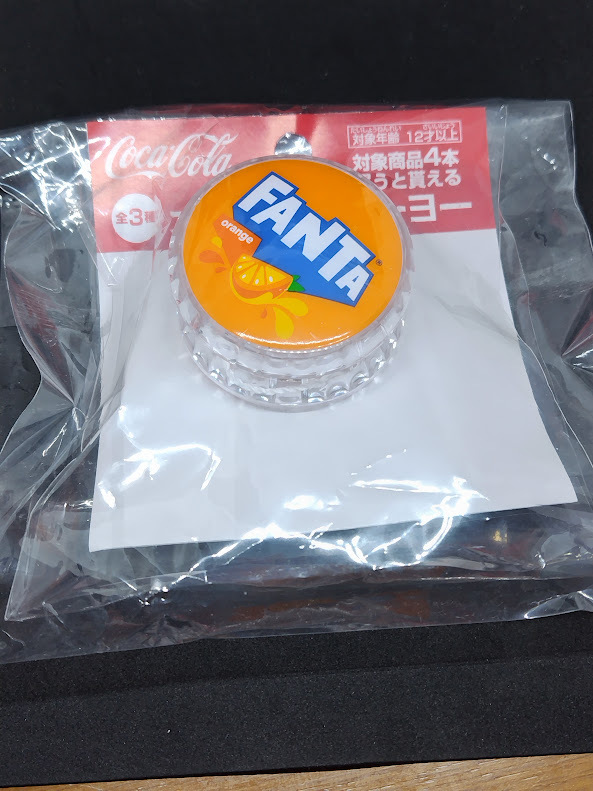 Coca-Cola
たいしょうねんれい さいいじょう
対象年齢 12才以上
対象商品4本
うと貰える
全3種
ーヨー
FANTA®
orange